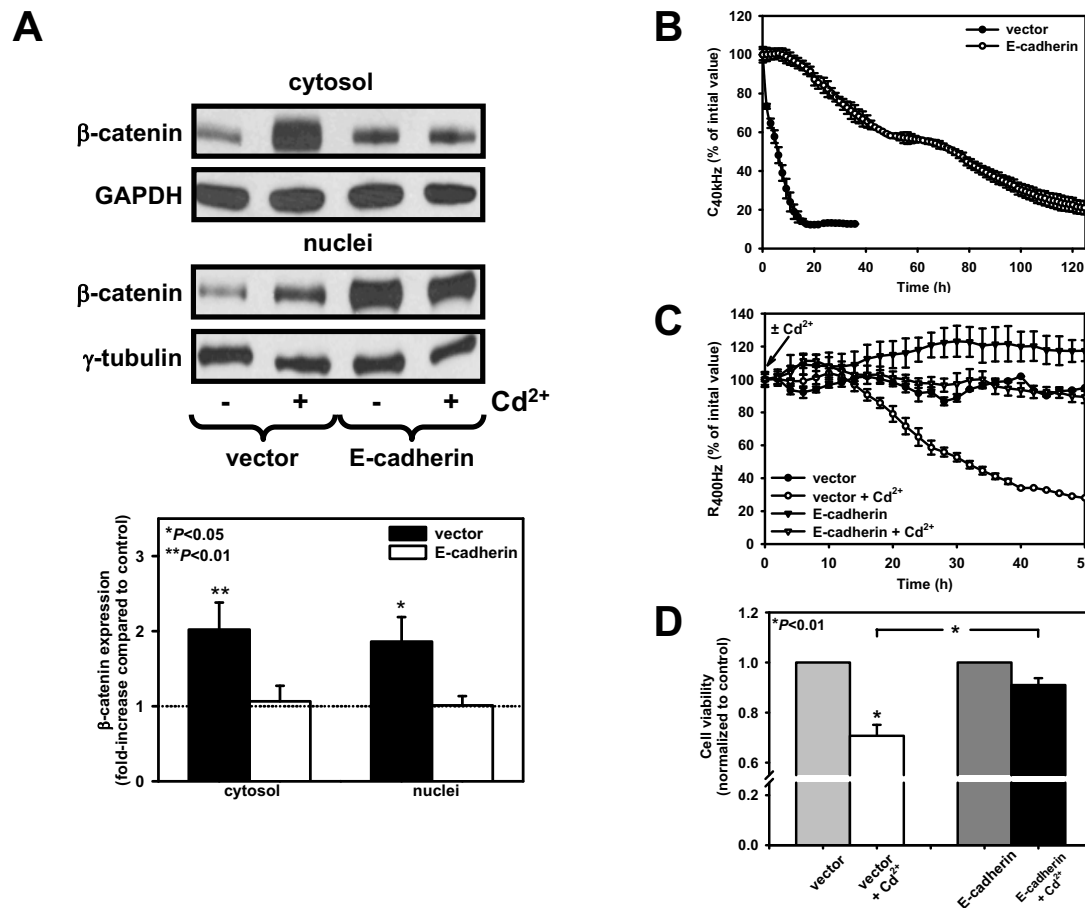 A
cytosol
β-catenin
GAPDH
nuclei
β-catenin
γ-tubulin
- + - + Cd²⁺
vector E-cadherin
*P<0.05
**P<0.01
vector
E-cadherin
β-catenin expression
(fold-increase compared to control)
3
2
1
0
** *
cytosol nuclei
B
vector
E-cadherin
C40kHz (% of intial value)
120
100
80
60
40
20
0
0 20 40 60 80 100 120
Time (h)
C
± Cd²⁺
R400Hz (% of inital value)
140
120
100
80
60
40
20
0
vector
vector + Cd²⁺
E-cadherin
E-cadherin + Cd²⁺
0 10 20 30 40 50
Time (h)
D
*P<0.01
*
*
Cell viability
(normalized to control)
1.2
1.0
0.8
0.6
0.2
0.0
vector
vector
+ Cd²⁺
E-cadherin
E-cadherin
+ Cd²⁺